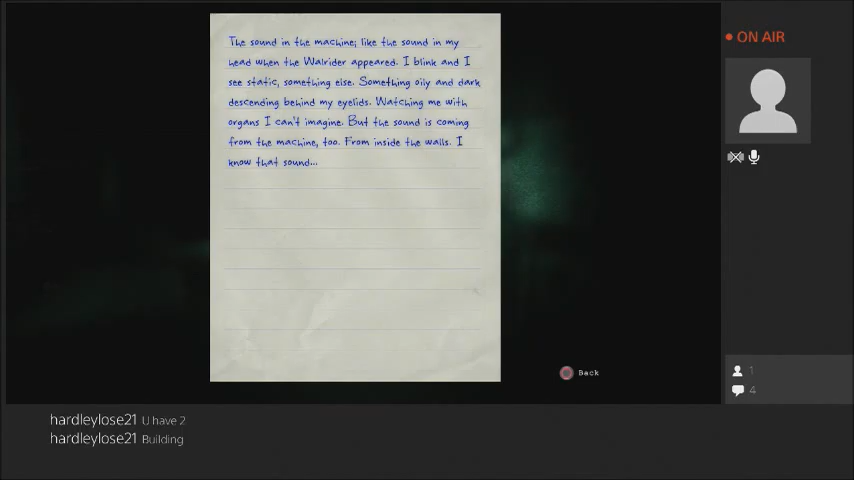 The sound in the machine; like the sound in my
head when the Walrider appeared. I blink and I
see static, something else. Something oily and dark
descending behind my eyelids. Watching me with
organs I can't imagine. But the sound is coming
from the machine, too. From inside the walls. I
know that sound...
Back
ON AIR
1
4
hardleylose21 U have 2
hardleylose21 Building